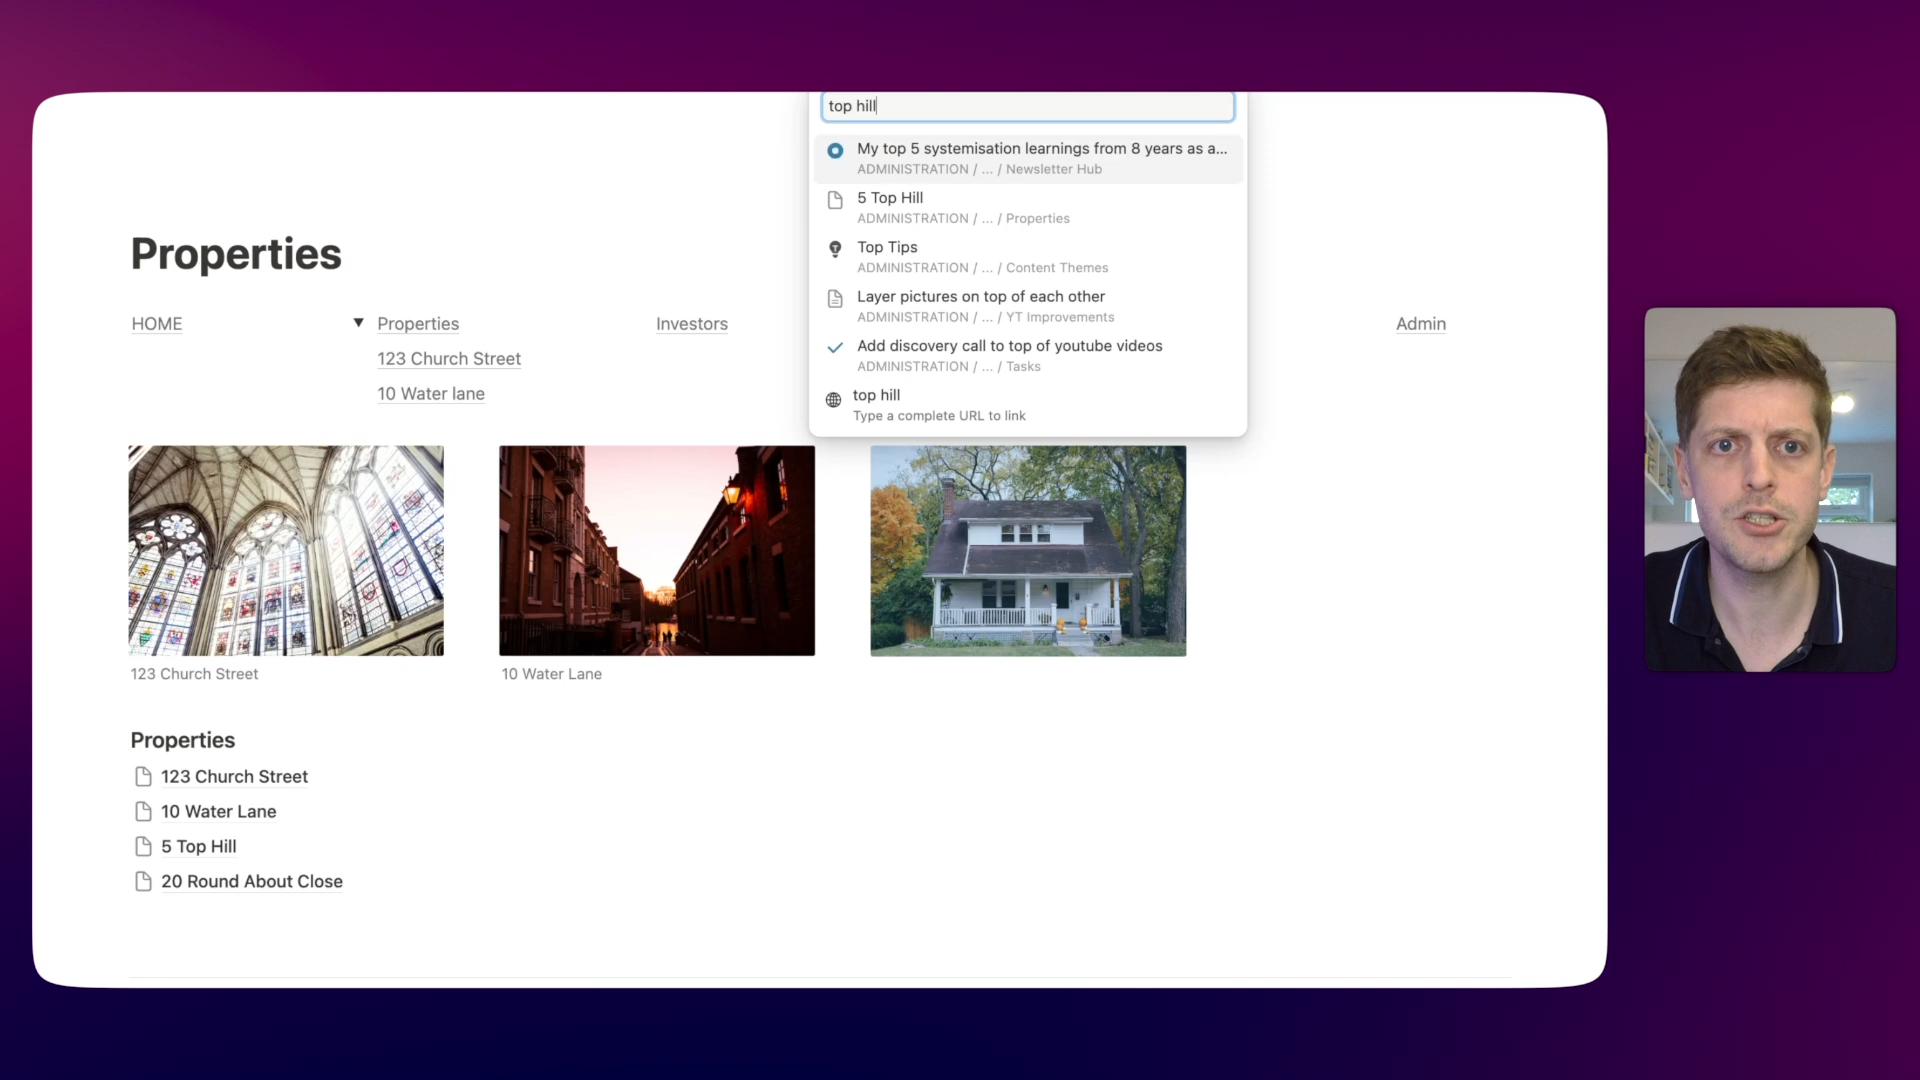 top hill
My top 5 systemisation learnings from 8 years as a...
ADMINISTRATION / ... / Newsletter Hub
5 Top Hill
ADMINISTRATION / ... / Properties
Top Tips
ADMINISTRATION / ... / Content Themes
Layer pictures on top of each other
ADMINISTRATION / ... / YT Improvements
Add discovery call to top of youtube videos
ADMINISTRATION / ... / Tasks
top hill
Type a complete URL to link
Properties
HOME
Properties
123 Church Street
10 Water lane
Investors
Admin
123 Church Street
10 Water Lane
Properties
123 Church Street
10 Water Lane
5 Top Hill
20 Round About Close